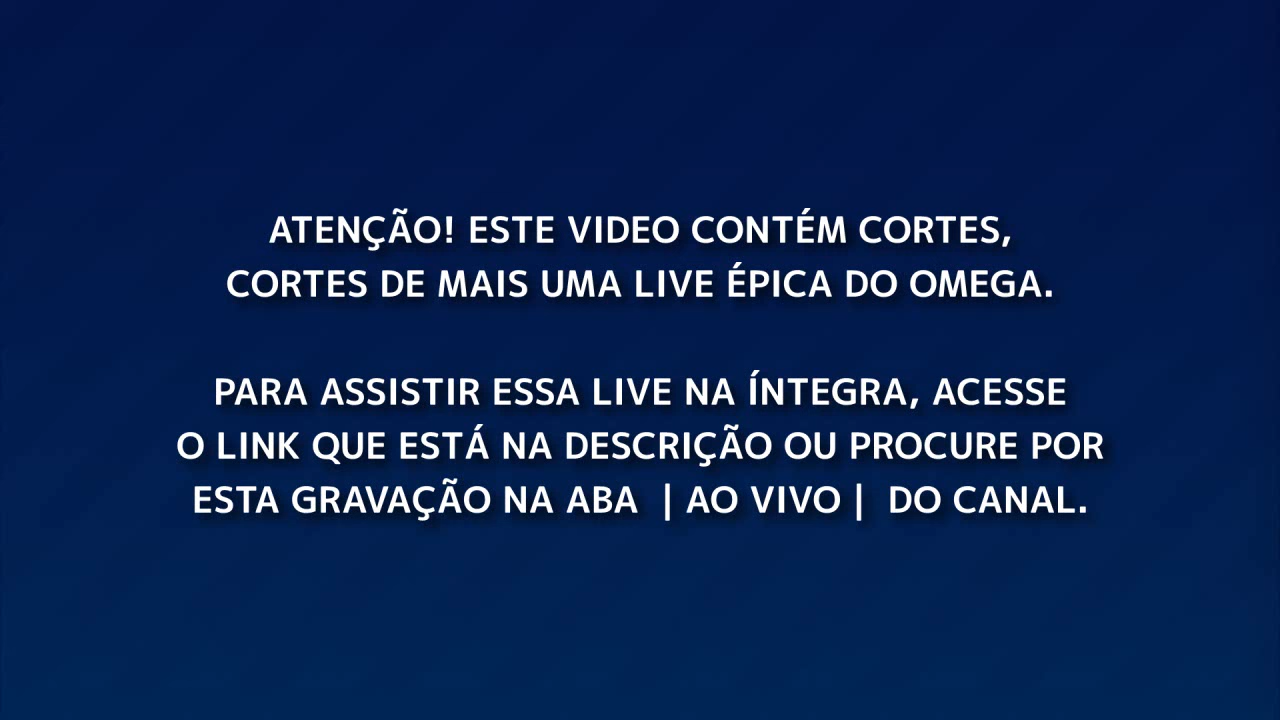 ATENÇÃO! ESTE VIDEO CONTÉM CORTES,
CORTES DE MAIS UMA LIVE ÉPICA DO OMEGA.
PARA ASSISTIR ESSA LIVE NA ÍNTEGRA, ACESSE
O LINK QUE ESTÁ NA DESCRIÇÃO OU PROCURE POR
ESTA GRAVAÇÃO NA ABA | AO VIVO | DO CANAL.